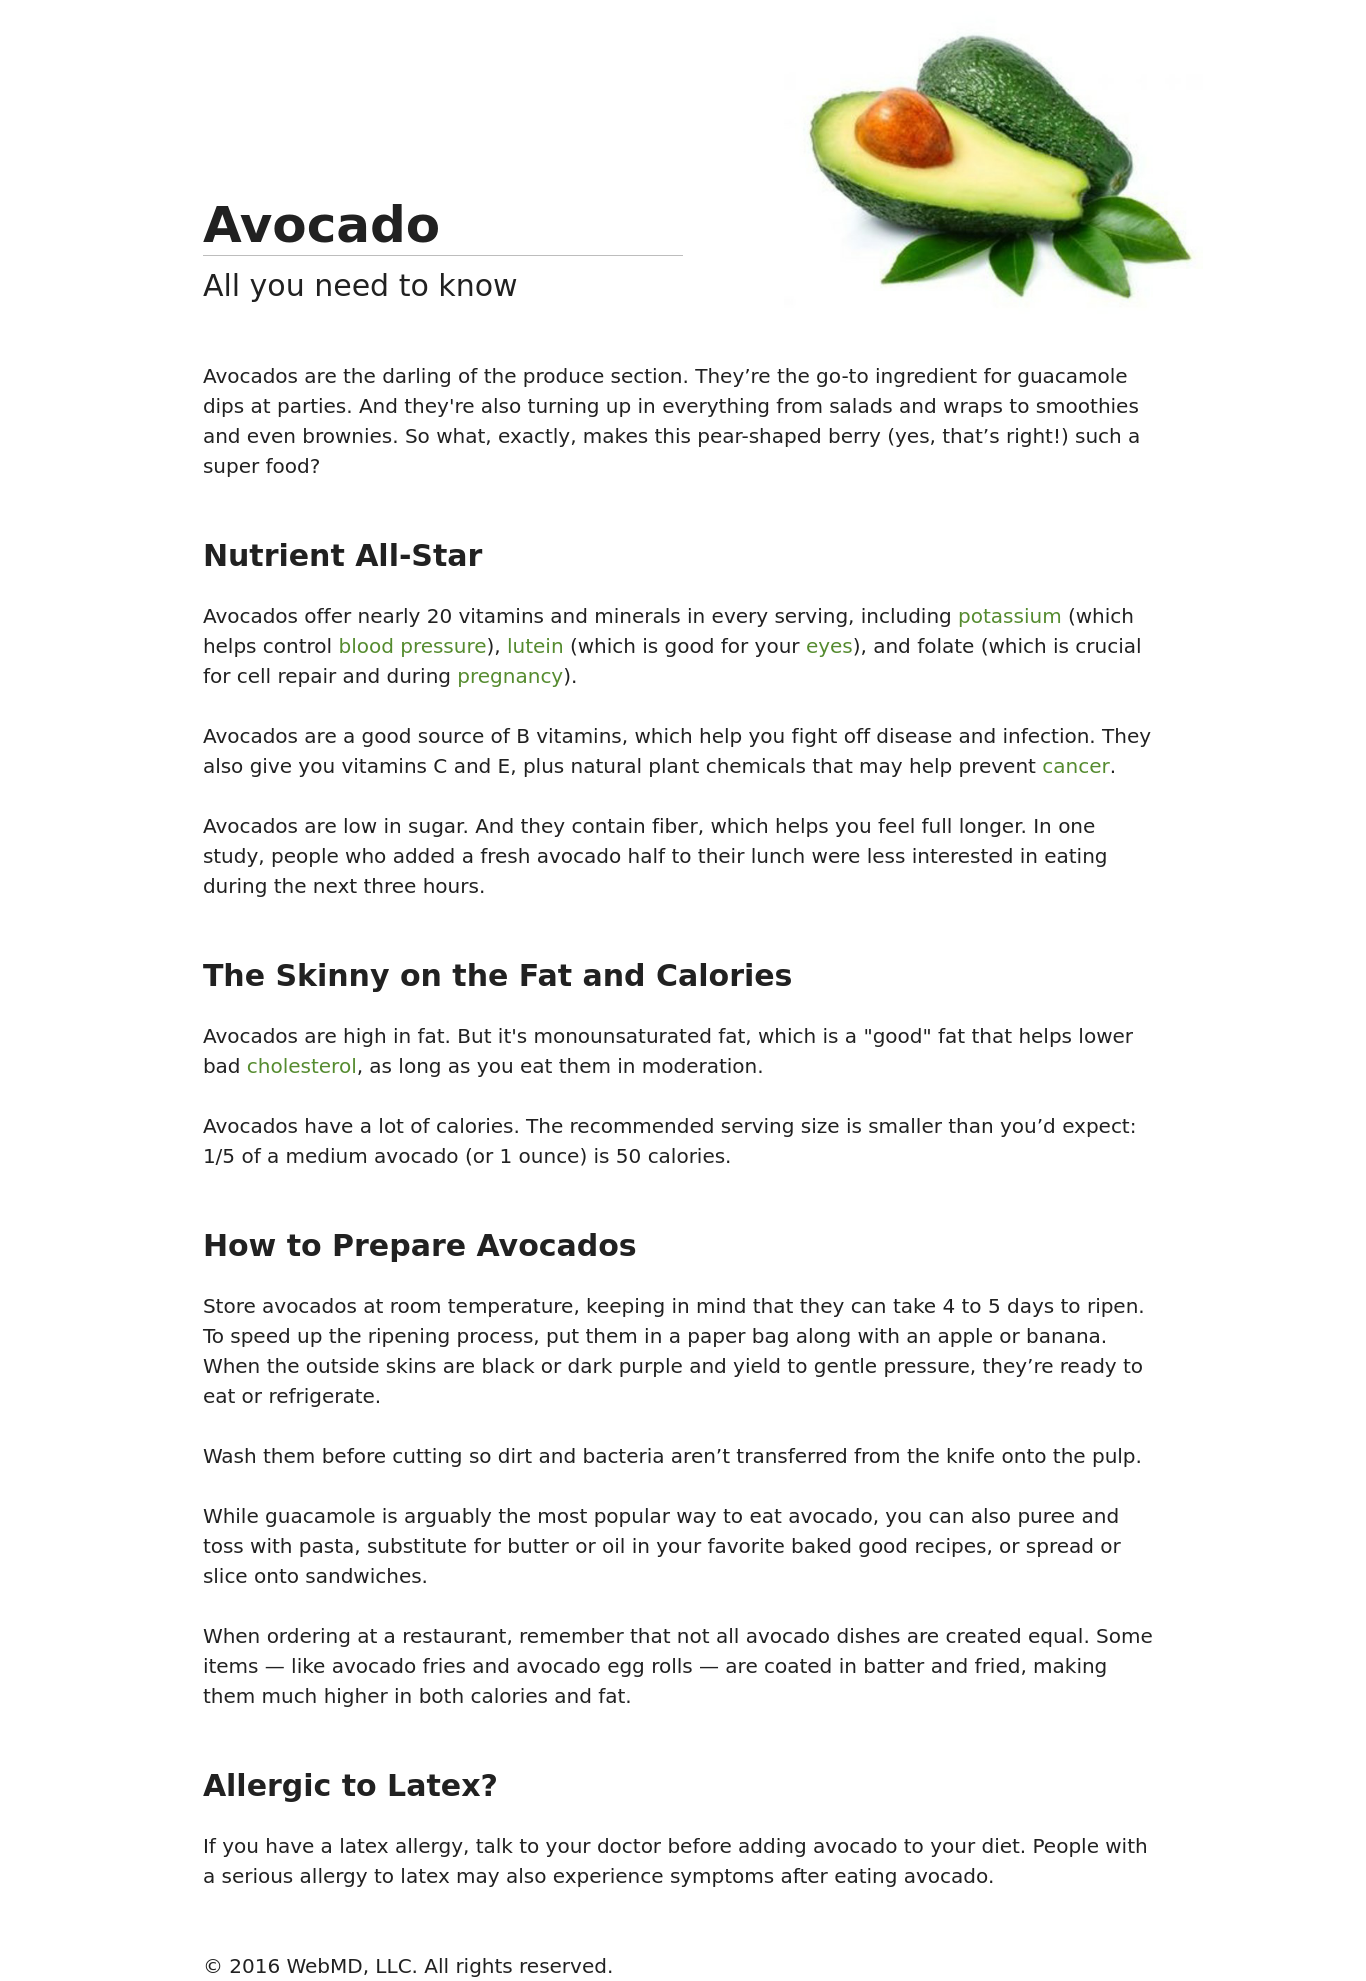 Avocado
All you need to know
Avocados are the darling of the produce section. They’re the go-to ingredient for guacamole
dips at parties. And they're also turning up in everything from salads and wraps to smoothies
and even brownies. So what, exactly, makes this pear-shaped berry (yes, that’s right!) such a
super food?
Nutrient All-Star
Avocados offer nearly 20 vitamins and minerals in every serving, including potassium (which
helps control blood pressure), lutein (which is good for your eyes), and folate (which is crucial
for cell repair and during pregnancy).
Avocados are a good source of B vitamins, which help you fight off disease and infection. They
also give you vitamins C and E, plus natural plant chemicals that may help prevent cancer.
Avocados are low in sugar. And they contain fiber, which helps you feel full longer. In one
study, people who added a fresh avocado half to their lunch were less interested in eating
during the next three hours.
The Skinny on the Fat and Calories
Avocados are high in fat. But it's monounsaturated fat, which is a "good" fat that helps lower
bad cholesterol, as long as you eat them in moderation.
Avocados have a lot of calories. The recommended serving size is smaller than you’d expect:
1/5 of a medium avocado (or 1 ounce) is 50 calories.
How to Prepare Avocados
Store avocados at room temperature, keeping in mind that they can take 4 to 5 days to ripen.
To speed up the ripening process, put them in a paper bag along with an apple or banana.
When the outside skins are black or dark purple and yield to gentle pressure, they’re ready to
eat or refrigerate.
Wash them before cutting so dirt and bacteria aren’t transferred from the knife onto the pulp.
While guacamole is arguably the most popular way to eat avocado, you can also puree and
toss with pasta, substitute for butter or oil in your favorite baked good recipes, or spread or
slice onto sandwiches.
When ordering at a restaurant, remember that not all avocado dishes are created equal. Some
items — like avocado fries and avocado egg rolls — are coated in batter and fried, making
them much higher in both calories and fat.
Allergic to Latex?
If you have a latex allergy, talk to your doctor before adding avocado to your diet. People with
a serious allergy to latex may also experience symptoms after eating avocado.
© 2016 WebMD, LLC. All rights reserved.